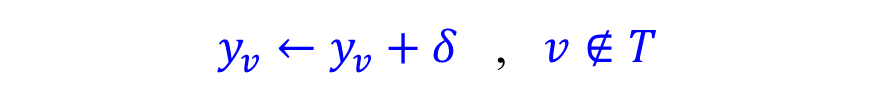 y_v ← y_v + δ , v ∉ T